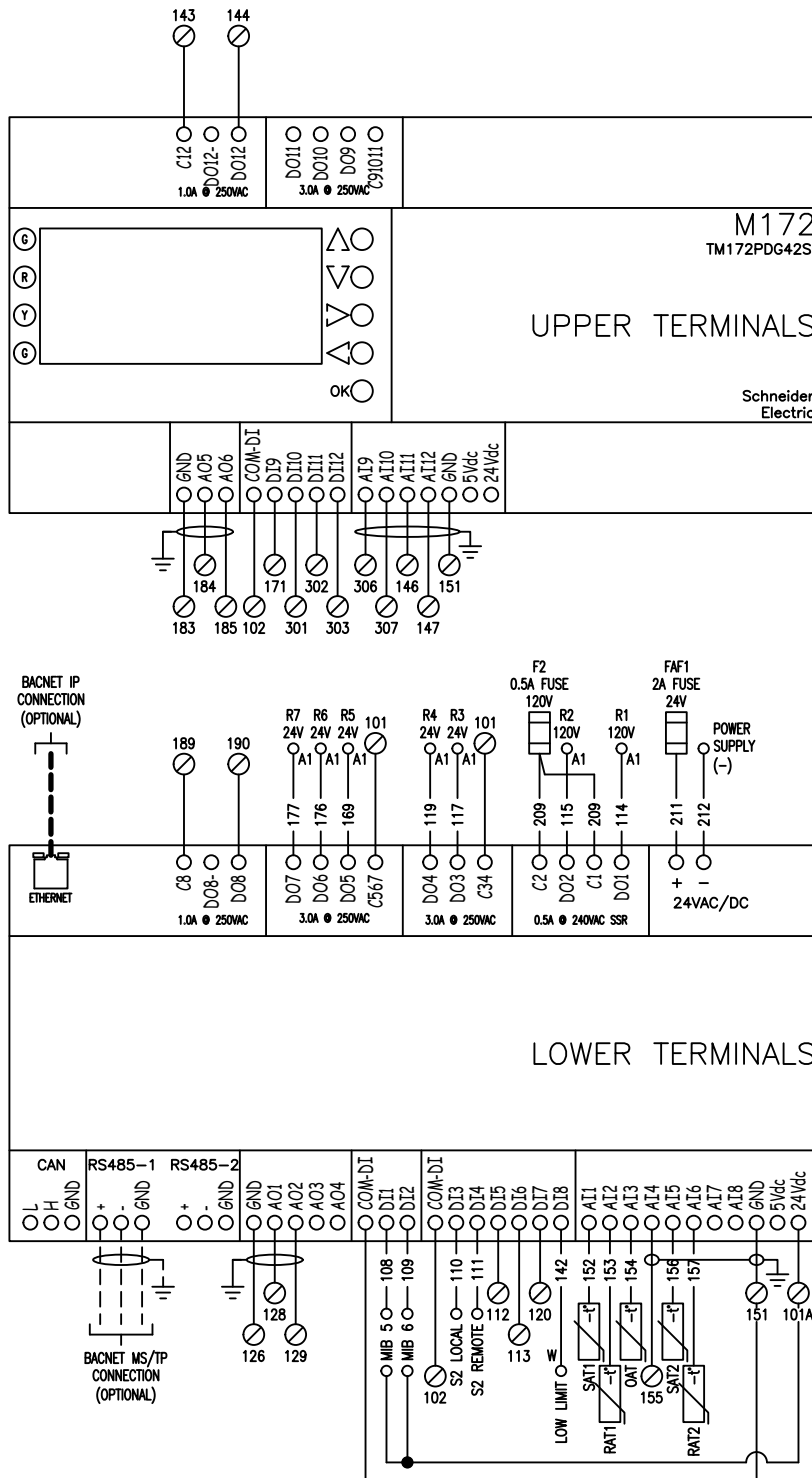 143 144
C12 DO12- DO12 DO11 DO10 DO9 C91011
1.0A @ 250VAC 3.0A @ 250VAC
M172
TM172PDG42S
G
R
Y
G
OK
UPPER TERMINALS
Schneider
Electric
GND AO5 AO6 COM-DI DI9 DI10 DI11 DI12 AI9 AI10 AI11 AI12 GND 5Vdc 24Vdc
184 171 302 306 146 151
183 185 102 301 303 307 147
BACNET IP
CONNECTION
(OPTIONAL)
189 190
R7
24V
A1
R6
24V
A1
R5
24V
A1
101
R4
24V
A1
R3
24V
A1
101
F2
0.5A FUSE
120V
R2
120V
A1
R1
120V
A1
FAF1
2A FUSE
24V
POWER
SUPPLY
(-)
177 176 169 119 117 209 115 209 114 211 212
ETHERNET
C8 DO8- DO8 DO7 DO6 DO5 C567 DO4 DO3 C34 C2 DO2 C1 DO1 + -
1.0A @ 250VAC 3.0A @ 250VAC 3.0A @ 250VAC 0.5A @ 240VAC SSR 24VAC/DC
LOWER TERMINALS
CAN RS485-1 RS485-2
L H GND + - GND + - GND GND AO1 AO2 AO3 AO4 COM-DI DI1 DI2 COM-DI DI3 DI4 DI5 DI6 DI7 DI8 AI1 AI2 AI3 AI4 AI5 AI6 AI7 AI8 GND 5Vdc 24Vdc
108 109 110 111 142 152 153 154 156 157
128 112 120 151 101A
126 129 113
BACNET MS/TP
CONNECTION
(OPTIONAL)
MIB 5 MIB 6 102 S2 LOCAL S2 REMOTE LOW LIMIT W
-t° -t° -t° -t° -t°
SAT1 RAT1 OAT 155 SAT2 RAT2